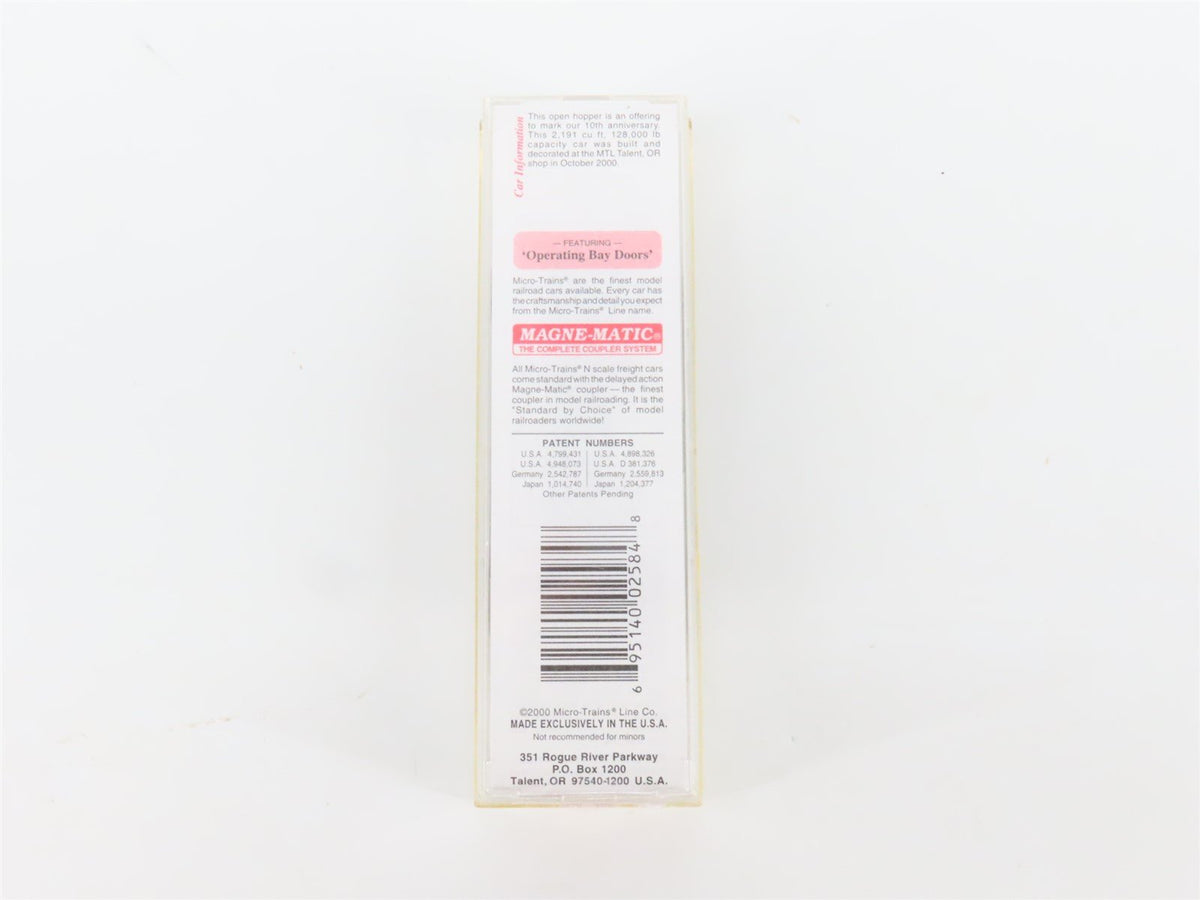 Car Information
This open hopper is an offering
to mark our 10th anniversary.
This 2,191 cu ft, 128,000 lb
capacity car was built and
decorated at the MTL Talent, OR
shop in October 2000.
— FEATURING —
'Operating Bay Doors'
Micro-Trains® are the finest model
railroad cars available. Every car has
the craftsmanship and detail you expect
from the Micro-Trains® Line name.
MAGNE-MATIC®
THE COMPLETE COUPLER SYSTEM
All Micro-Trains® N scale freight cars
come standard with the delayed action
Magne-Matic® coupler — the finest
coupler in model railroading. It is the
"Standard by Choice" of model
railroaders worldwide!
PATENT NUMBERS
U.S.A. 4,799,431 | U.S.A. 4,898,326
U.S.A. 4,948,073 | U.S.A. D 381,376
Germany 2,542,787 | Germany 2,559,813
Japan 1,014,740 | Japan 1,204,377
Other Patents Pending
6 95140 02584 8
©2000 Micro-Trains® Line Co.
MADE EXCLUSIVELY IN THE U.S.A.
Not recommended for minors
351 Rogue River Parkway
P.O. Box 1200
Talent, OR 97540-1200 U.S.A.